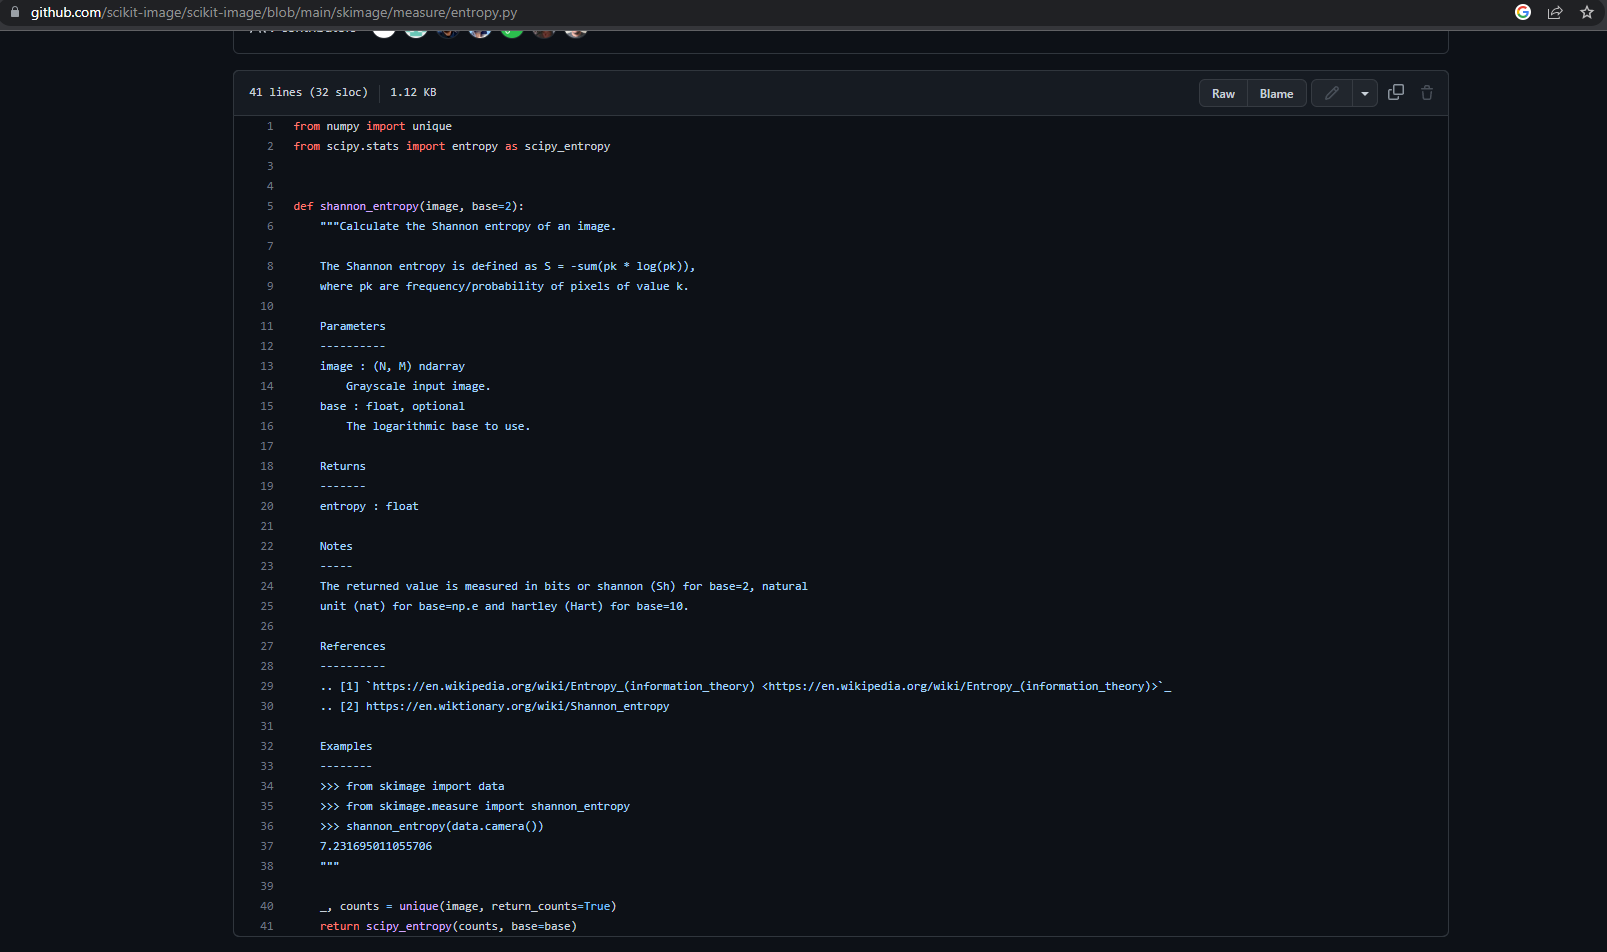 github.com/scikit-image/scikit-image/blob/main/skimage/measure/entropy.py
41 lines (32 sloc) 1.12 KB
Raw Blame
1 from numpy import unique
2 from scipy.stats import entropy as scipy_entropy
3
4
5 def shannon_entropy(image, base=2):
6 """Calculate the Shannon entropy of an image.
7
8 The Shannon entropy is defined as S = -sum(pk * log(pk)),
9 where pk are frequency/probability of pixels of value k.
10
11 Parameters
12 ----------
13 image : (N, M) ndarray
14 Grayscale input image.
15 base : float, optional
16 The logarithmic base to use.
17
18 Returns
19 -------
20 entropy : float
21
22 Notes
23 -----
24 The returned value is measured in bits or shannon (Sh) for base=2, natural
25 unit (nat) for base=np.e and hartley (Hart) for base=10.
26
27 References
28 ----------
29 .. [1] `https://en.wikipedia.org/wiki/Entropy_(information_theory) <https://en.wikipedia.org/wiki/Entropy_(information_theory)>`_
30 .. [2] https://en.wiktionary.org/wiki/Shannon_entropy
31
32 Examples
33 --------
34 >>> from skimage import data
35 >>> from skimage.measure import shannon_entropy
36 >>> shannon_entropy(data.camera())
37 7.231695011055706
38 """
39
40 _, counts = unique(image, return_counts=True)
41 return scipy_entropy(counts, base=base)